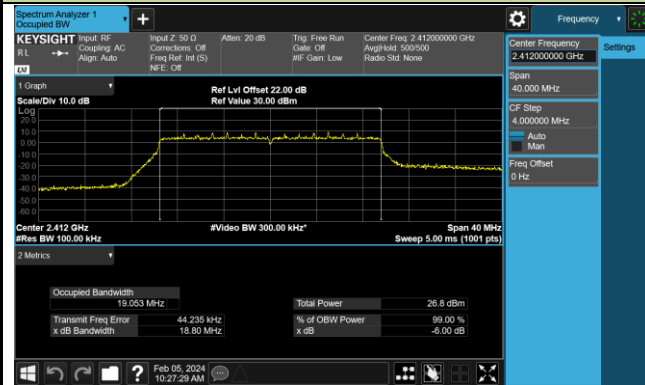 Spectrum Analyzer 1
Occupied BW
Frequency
KEYSIGHT
Input: RF
Input Z: 50 Ω
Atten: 20 dB
Trig: Free Run
Center Freq: 2.412000000 GHz
RL
Coupling: AC
Corrections: Off
Gate: Off
Avg|Hold: 500/500
Align: Auto
Freq Ref: Int (S)
#IF Gain: Low
Radio Std: None
LXI
NFE: Off
Center Frequency
2.412000000 GHz
Settings
Span
40.000 MHz
CF Step
4.000000 MHz
Auto
Man
Freq Offset
0 Hz
1 Graph
Ref Lvl Offset 22.00 dB
Scale/Div 10.0 dB
Ref Value 30.00 dBm
Log
20.0
10.0
0.00
-10.0
-20.0
-30.0
-40.0
-50.0
-60.0
Center 2.412 GHz
#Video BW 300.00 kHz*
Span 40 MHz
#Res BW 100.00 kHz
Sweep 5.00 ms (1001 pts)
2 Metrics
Occupied Bandwidth
19.053 MHz
Total Power
26.8 dBm
Transmit Freq Error
44.235 kHz
% of OBW Power
99.00 %
x dB Bandwidth
18.80 MHz
x dB
-6.00 dB
Feb 05, 2024
10:27:29 AM